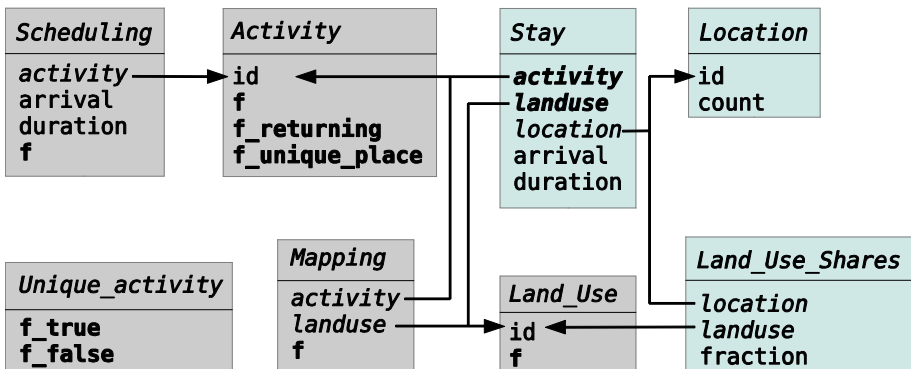 Scheduling
activity
arrival
duration
f
Activity
id
f
f_returning
f_unique_place
Stay
activity
landuse
location
arrival
duration
Location
id
count
Unique_activity
f_true
f_false
Mapping
activity
landuse
f
Land_Use
id
f
Land_Use_Shares
location
landuse
fraction